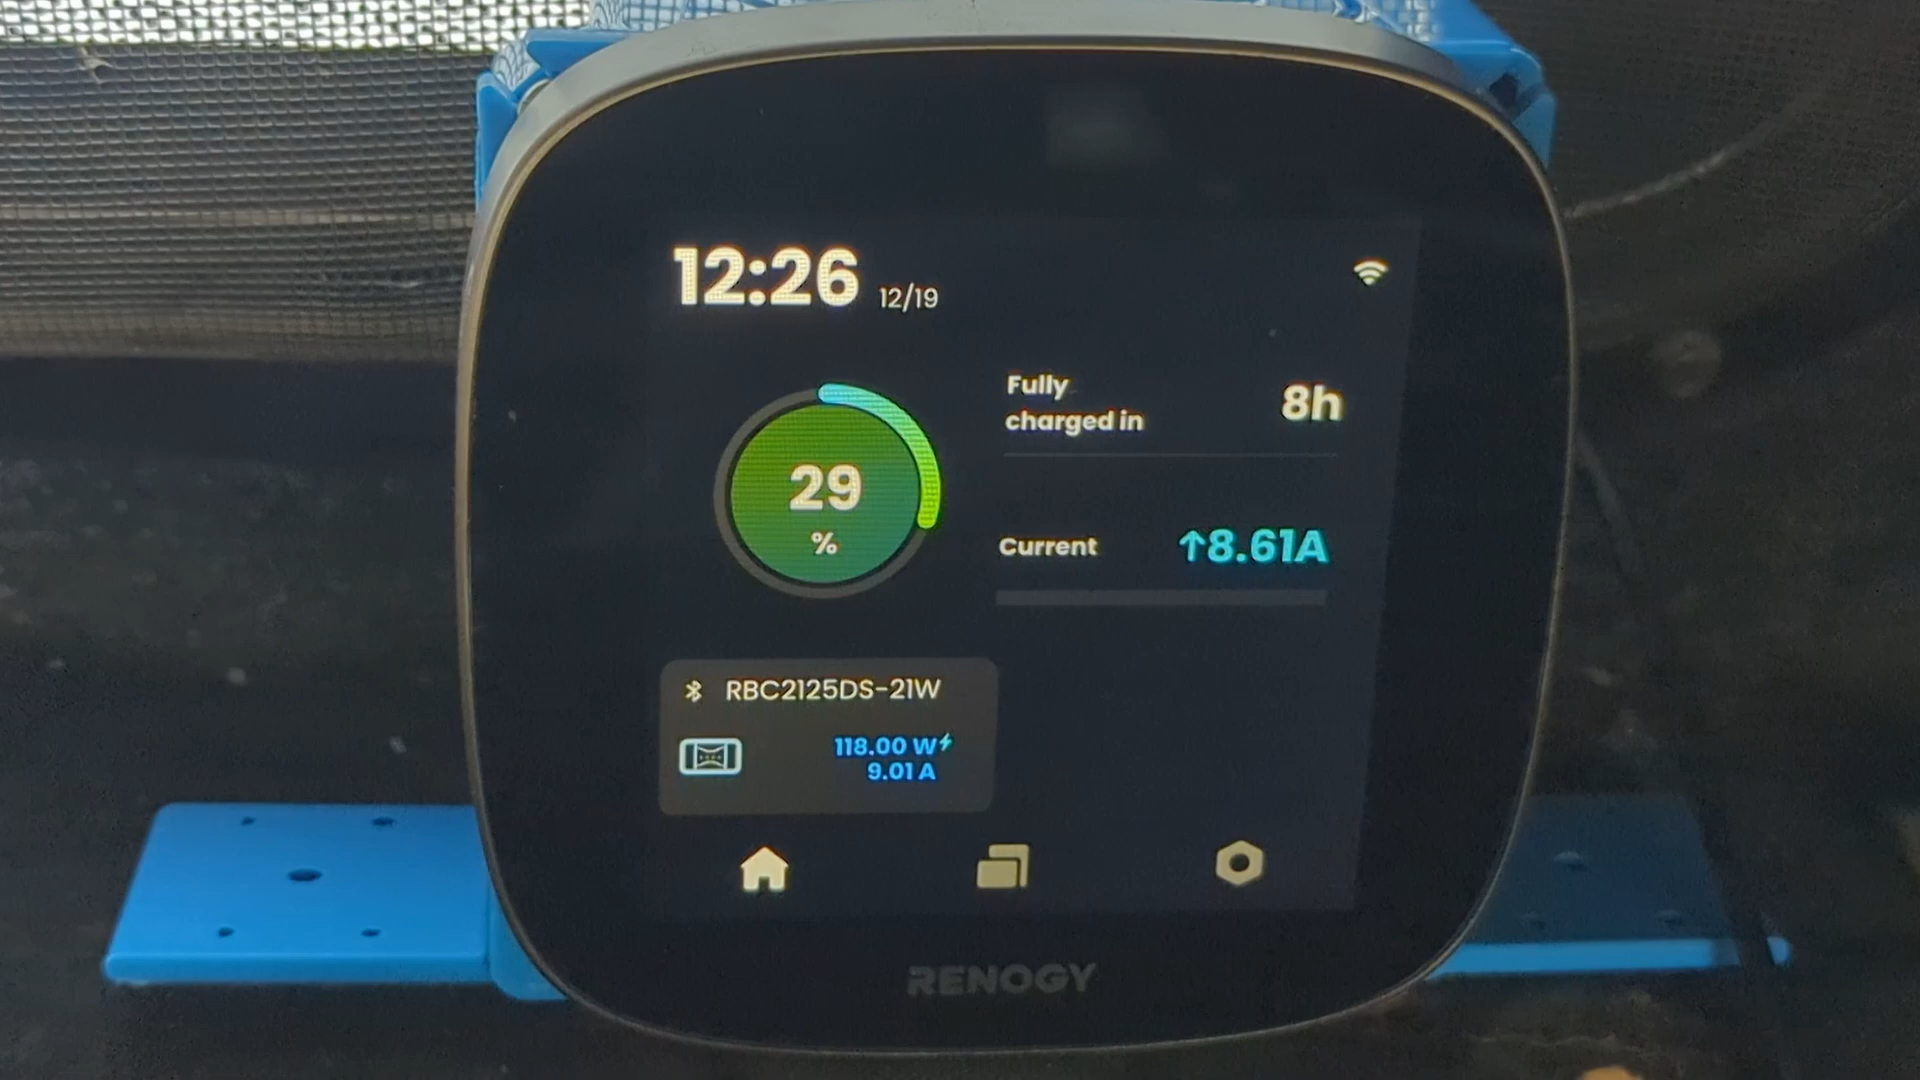 12:26 12/19
Fully
charged in
8h
29
%
Current
↑8.61A
RBC2125DS-21W
118.00 W
9.01 A
RENOGY